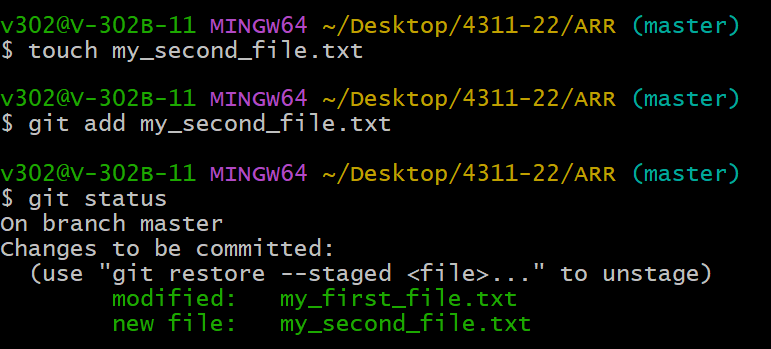 v302@V-302B-11 MINGW64 ~/Desktop/4311-22/ARR (master)
$ touch my_second_file.txt
v302@V-302B-11 MINGW64 ~/Desktop/4311-22/ARR (master)
$ git add my_second_file.txt
v302@V-302B-11 MINGW64 ~/Desktop/4311-22/ARR (master)
$ git status
On branch master
Changes to be committed:
  (use "git restore --staged <file>..." to unstage)
        modified:   my_first_file.txt
        new file:   my_second_file.txt